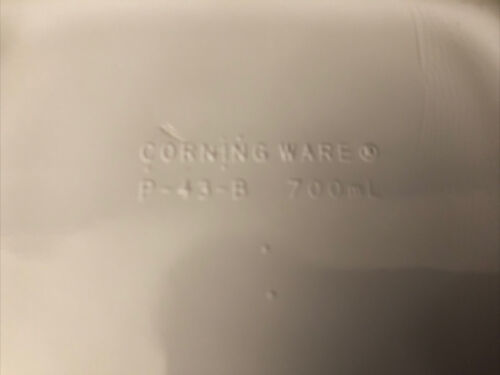 CORNING WARE®
P-43-B 700mL